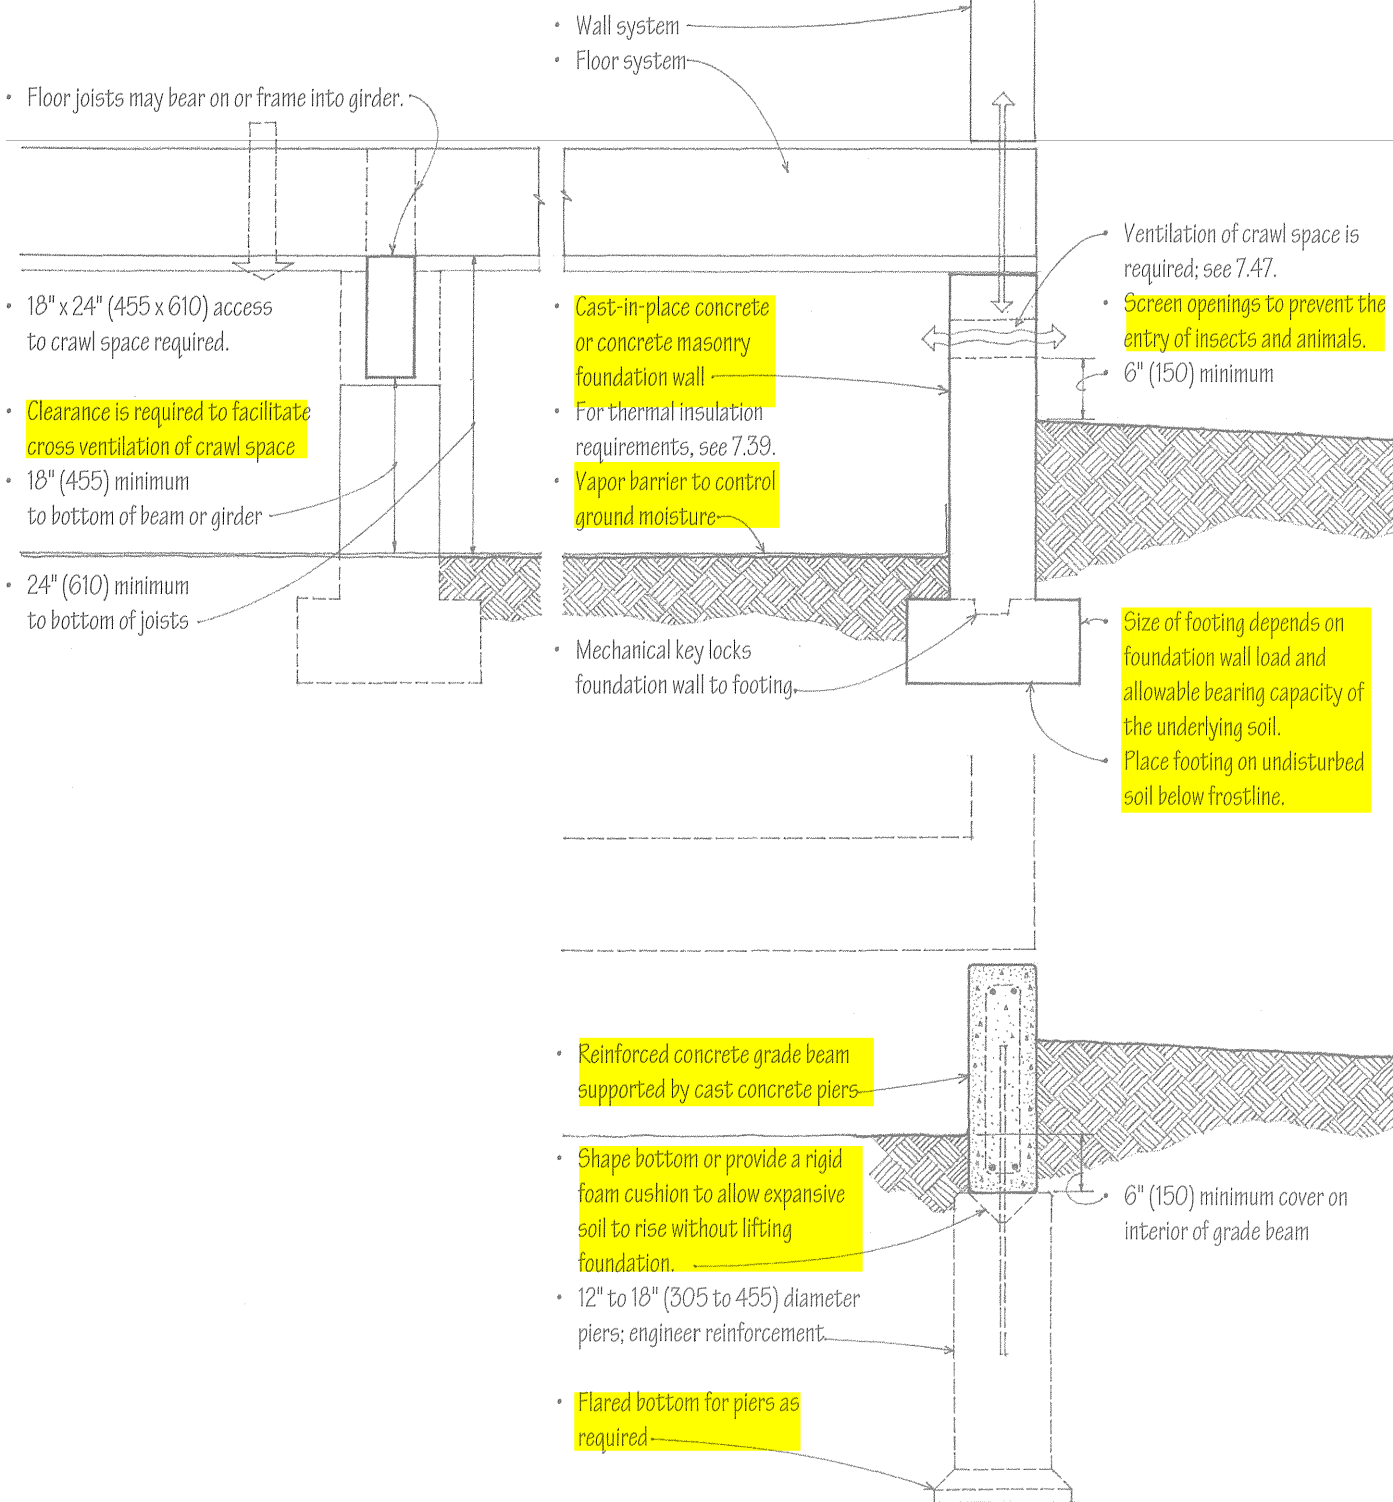 • Wall system
• Floor system
• Floor joists may bear on or frame into girder.
• 18" x 24" (455 x 610) access
to crawl space required.
• Clearance is required to facilitate
cross ventilation of crawl space
• 18" (455) minimum
to bottom of beam or girder
• 24" (610) minimum
to bottom of joists
• Cast-in-place concrete
or concrete masonry
foundation wall
• For thermal insulation
requirements, see 7.39.
• Vapor barrier to control
ground moisture
• Mechanical key locks
foundation wall to footing.
• Ventilation of crawl space is
required; see 7.47.
• Screen openings to prevent the
entry of insects and animals.
• 6" (150) minimum
• Size of footing depends on
foundation wall load and
allowable bearing capacity of
the underlying soil.
• Place footing on undisturbed
soil below frostline.
• Reinforced concrete grade beam
supported by cast concrete piers
• Shape bottom or provide a rigid
foam cushion to allow expansive
soil to rise without lifting
foundation.
• 12" to 18" (305 to 455) diameter
piers; engineer reinforcement.
• Flared bottom for piers as
required
• 6" (150) minimum cover on
interior of grade beam